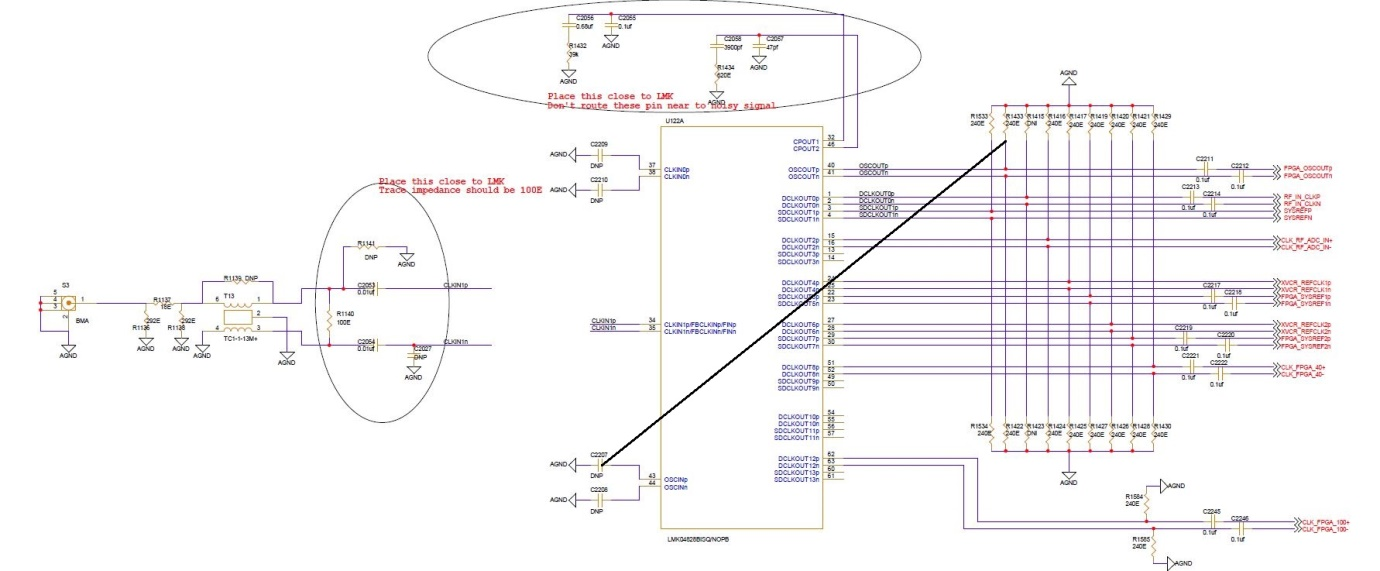 C2056
0.68uf
C2055
0.1uf
R1432
39k
AGND
AGND
C2058
3900pf
C2057
47pf
R1434
620E
AGND
AGND
Place this close to LMK
Don't route these pin near to noisy signal
U122A
CPOUT1 32
CPOUT2 46
C2209
AGND
DNP
37 CLKIN0p
38 CLKIN0n
C2210
AGND
DNP
Place this close to LMK
Trace impedance should be 100E
R1141
DNP
AGND
C2053
0.01uf
CLKIN1p
R1140
100E
C2054
0.01uf
CLKIN1n
C2027
DNP
AGND
S3
5
4
3
2
1
BMA
AGND
R1137
18E
292E
R1136
AGND
292E
R1138
AGND
R1139 DNP
T13
6
1
2
4
3
TC1-1-13M+
AGND
AGND
CLKIN1p 34 CLKIN1p/FBCLKINp/FINp
CLKIN1n 35 CLKIN1n/FBCLKINn/FINn
C2207
AGND
DNP
43 OSCINp
44 OSCINn
C2208
AGND
DNP
LMK04828BISQ/NOPB
OSCOUTp 40 OSCOUTp
OSCOUTn 41 OSCOUTn
DCLKOUT0p 1 DCLKOUT0p
DCLKOUT0n 2 DCLKOUT0n
SDCLKOUT1p 3 SDCLKOUT1p
SDCLKOUT1n 4 SDCLKOUT1n
DCLKOUT2p 15
DCLKOUT2n 16
SDCLKOUT3p 13
SDCLKOUT3n 14
DCLKOUT4p 24
DCLKOUT4n
22
23
DCLKOUT6p 27
DCLKOUT6n 28
SDCLKOUT7p 29
SDCLKOUT7n 30
DCLKOUT8p 51
DCLKOUT8n 52
SDCLKOUT9p 49
SDCLKOUT9n 50
DCLKOUT10p 54
DCLKOUT10n 55
SDCLKOUT11p 56
SDCLKOUT11n 57
DCLKOUT12p 62
DCLKOUT12n 63
SDCLKOUT13p 60
SDCLKOUT13n 61
AGND
R1533 R1433 R1415 R1416 R1417 R1419 R1420 R1421 R1429
240E 240E DNI 240E 240E 240E 240E 240E 240E
C2211
0.1uf
C2212
0.1uf
FPGA_OSCOUTp
FPGA_OSCOUTn
C2213
0.1uf
C2214
0.1uf
RF_IN_CLKP
RF_IN_CLKN
SYSREFP
SYSREFN
CLK_RF_ADC_IN+
CLK_RF_ADC_IN-
C2217
0.1uf
C2218
0.1uf
XVCR_REFCLK1p
XVCR_REFCLK1n
FPGA_SYSREF1p
FPGA_SYSREF1n
C2219
0.1uf
C2220
0.1uf
XVCR_REFCLK2p
XVCR_REFCLK2n
FPGA_SYSREF2p
FPGA_SYSREF2n
C2221
0.1uf
C2222
0.1uf
CLK_FPGA_40+
CLK_FPGA_40-
R1534 R1422 R1423 R1424 R1425 R1427 R1426 R1428 R1430
240E 240E DNI 240E 240E 240E 240E 240E 240E
AGND
AGND
R1584
240E
C2245
0.1uf
C2246
0.1uf
CLK_FPGA_100+
CLK_FPGA_100-
R1585
240E
AGND